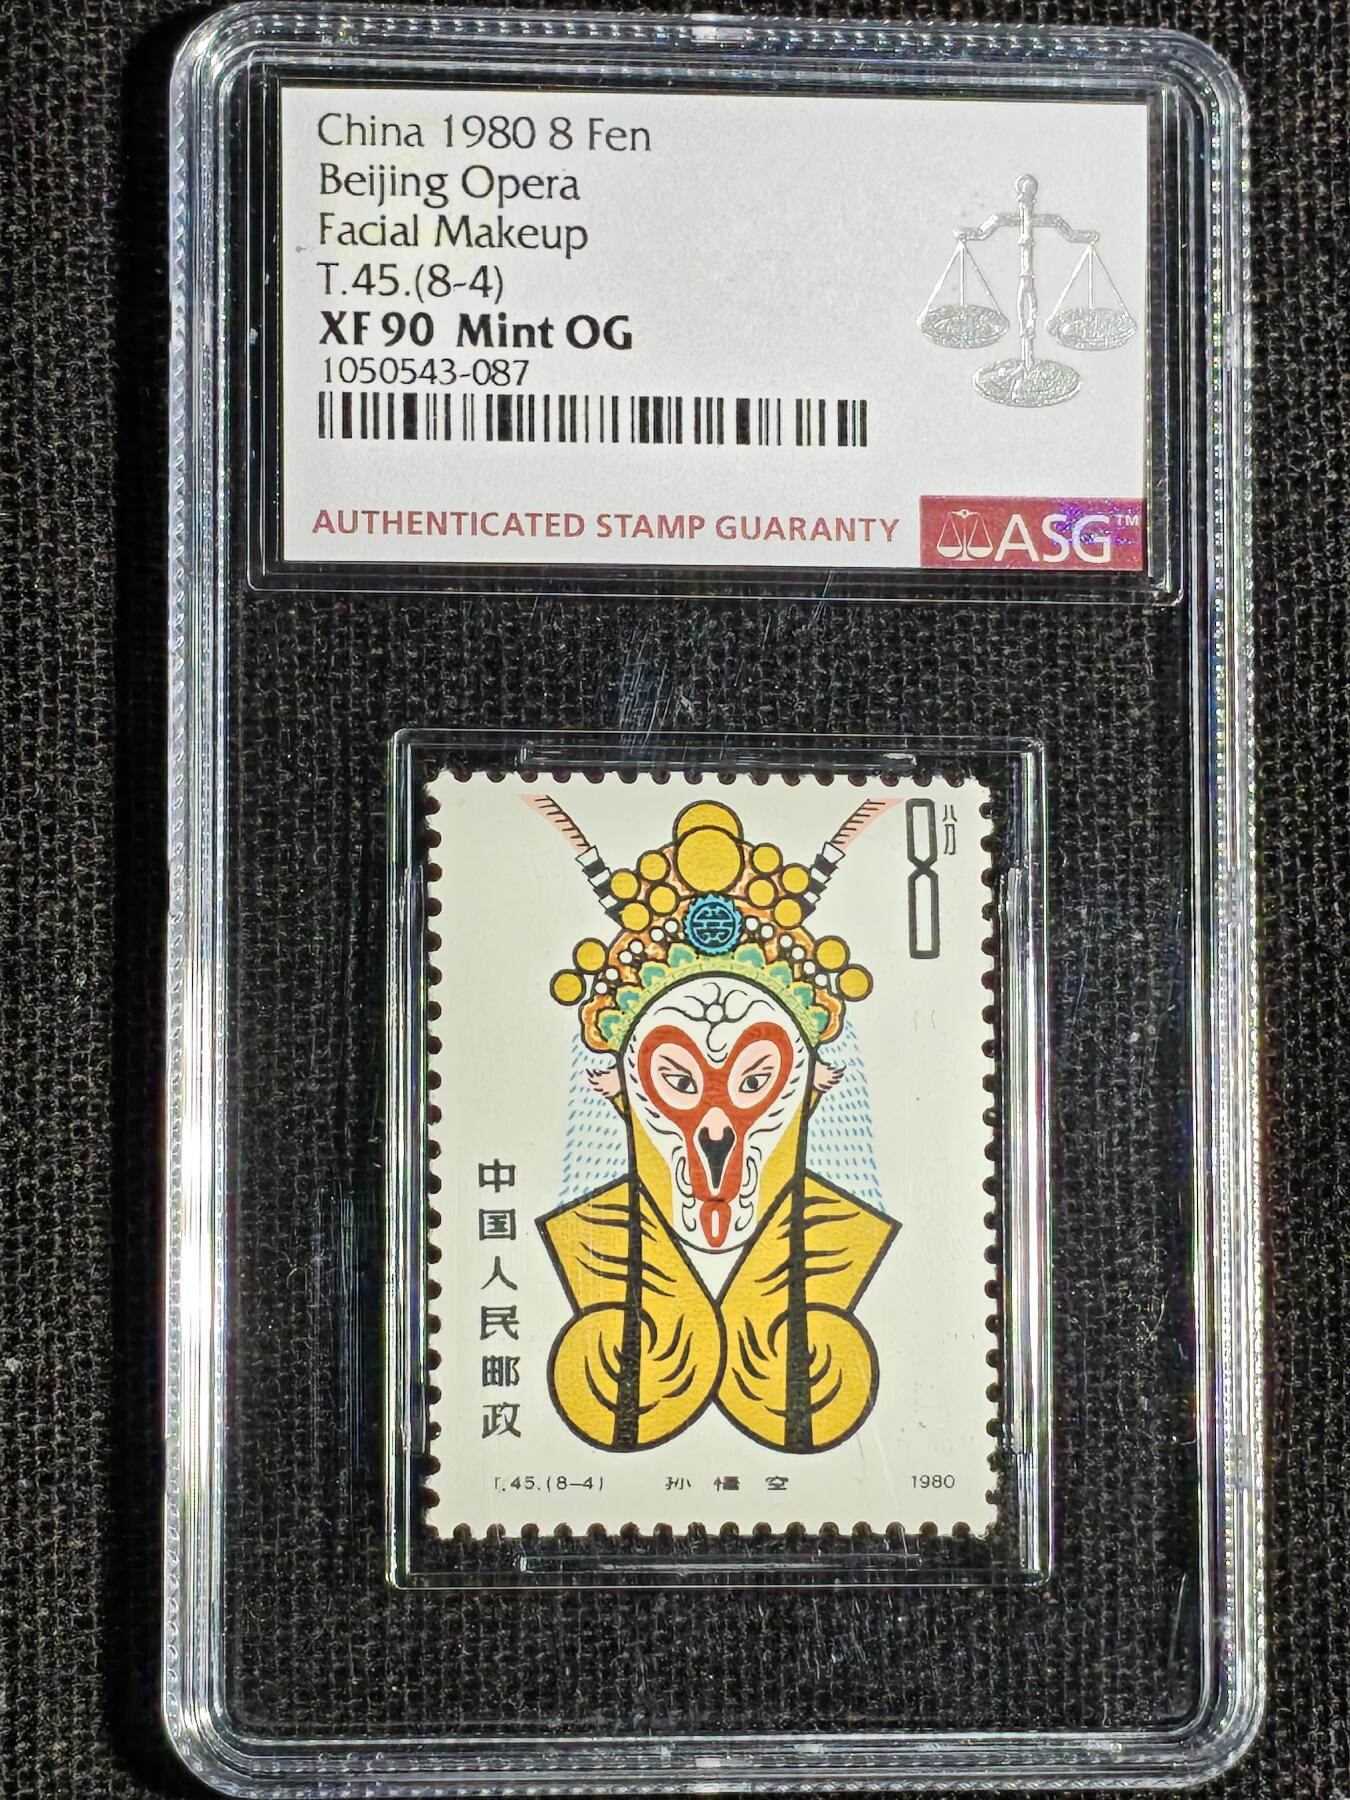 China 1980 8 Fen
Beijing Opera
Facial Makeup
T.45.(8-4)
XF 90 Mint OG
1050543-087
AUTHENTICATED STAMP GUARANTY
ASG™
8
八分
中国人民邮政
T.45.(8-4) 孙悟空 1980